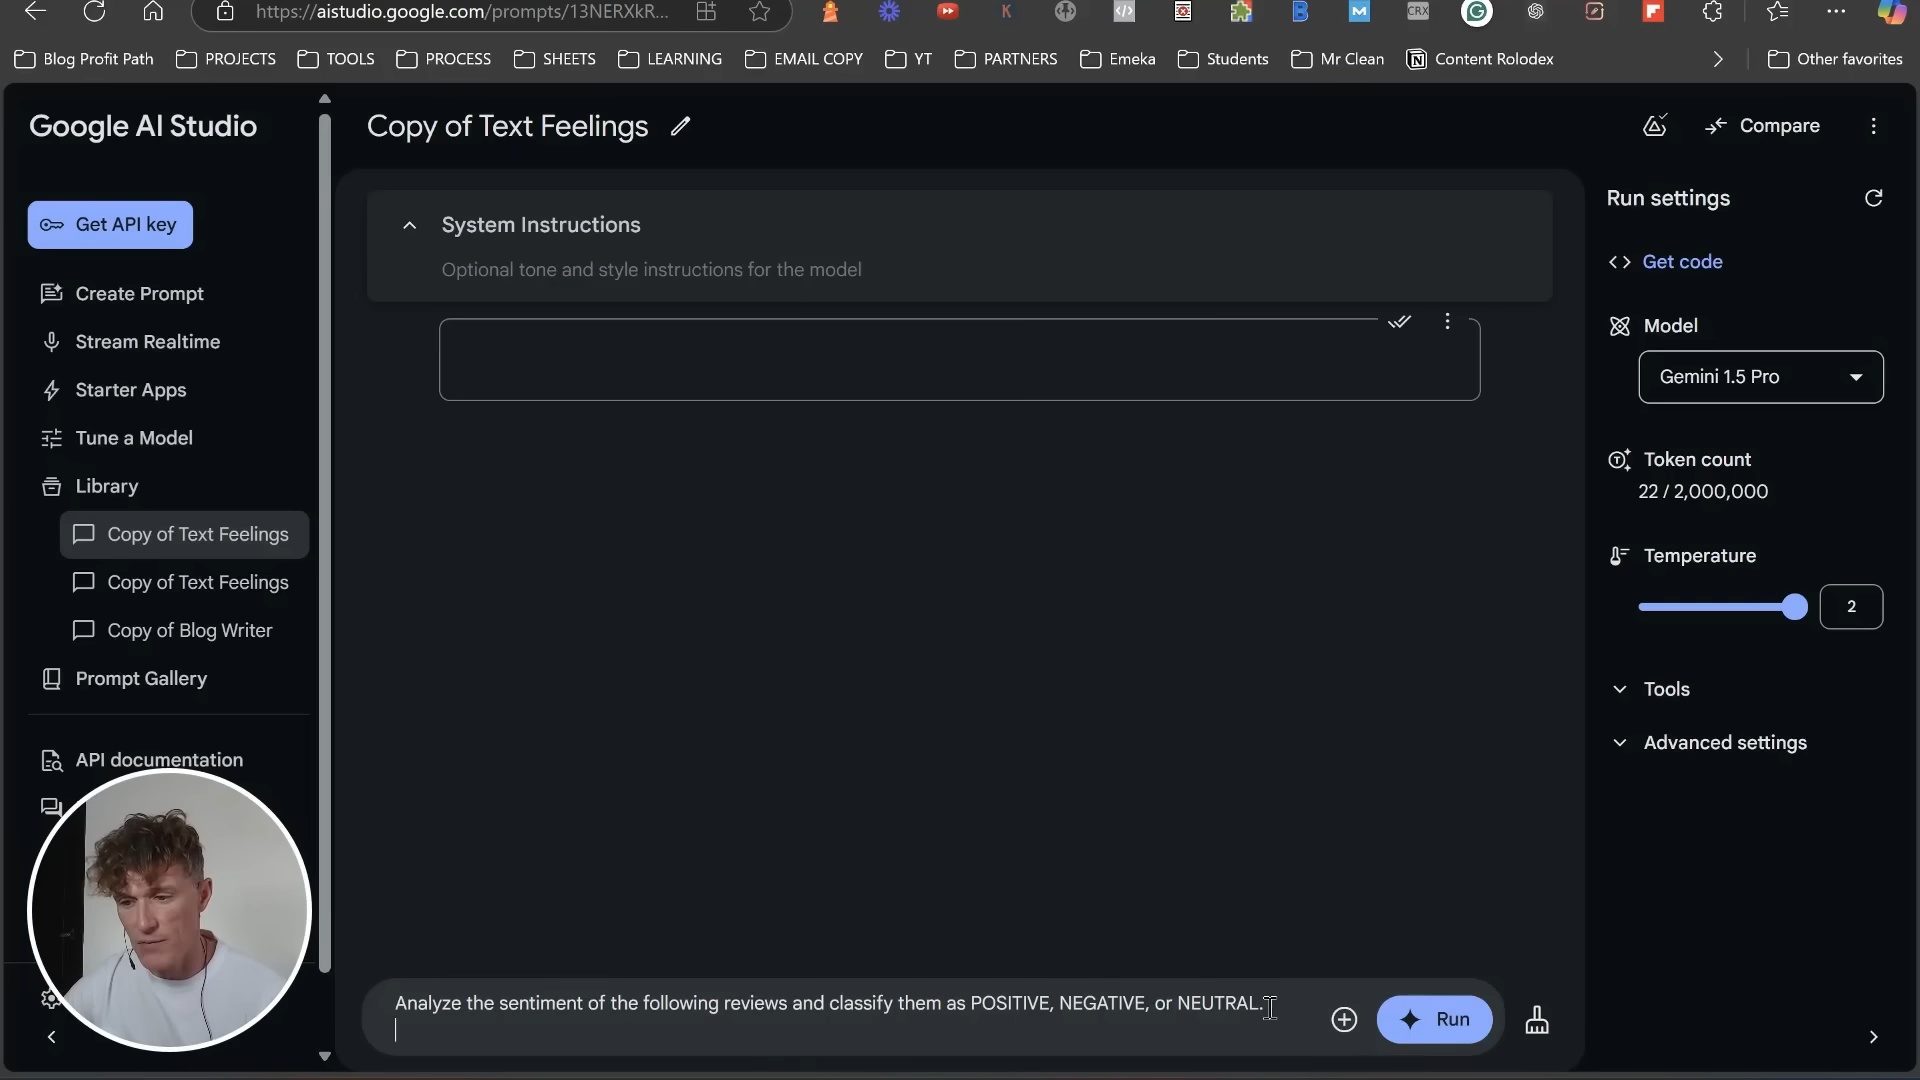 https://aistudio.google.com/prompts/13NERXkR...
Blog Profit Path
PROJECTS
TOOLS
PROCESS
SHEETS
LEARNING
EMAIL COPY
YT
PARTNERS
Emeka
Students
Mr Clean
Content Rolodex
Other favorites
Google AI Studio
Get API key
Create Prompt
Stream Realtime
Starter Apps
Tune a Model
Library
Copy of Text Feelings
Copy of Text Feelings
Copy of Blog Writer
Prompt Gallery
API documentation
Copy of Text Feelings
Compare
System Instructions
Optional tone and style instructions for the model
Analyze the sentiment of the following reviews and classify them as POSITIVE, NEGATIVE, or NEUTRAL.
Run
Run settings
Get code
Model
Gemini 1.5 Pro
Token count
22 / 2,000,000
Temperature
2
Tools
Advanced settings